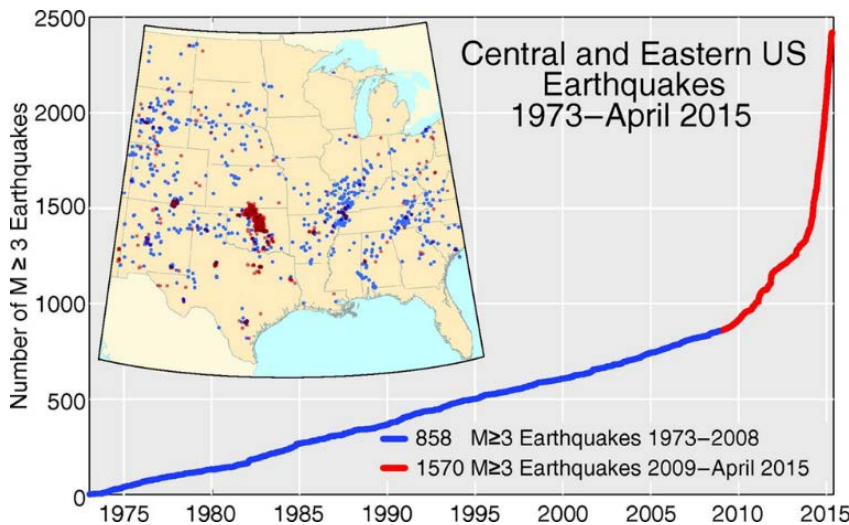 Central and Eastern US
Earthquakes
1973–April 2015
Number of M ≥ 3 Earthquakes
2500
2000
1500
1000
500
0
858 M≥3 Earthquakes 1973–2008
1570 M≥3 Earthquakes 2009–April 2015
1975 1980 1985 1990 1995 2000 2005 2010 2015